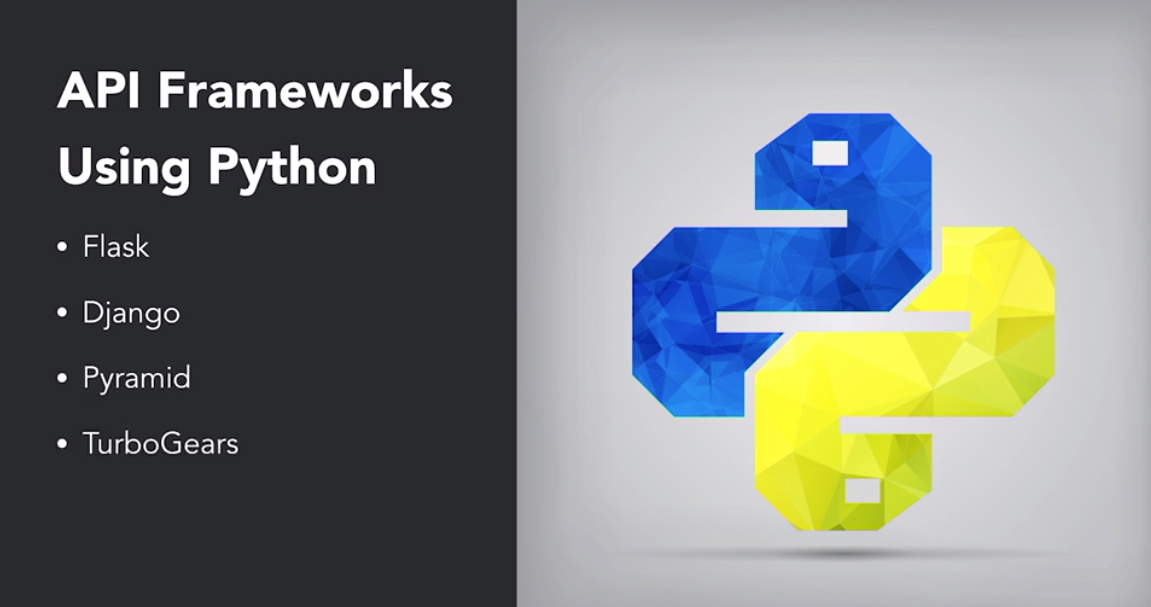 API Frameworks
Using Python
• Flask
• Django
• Pyramid
• TurboGears